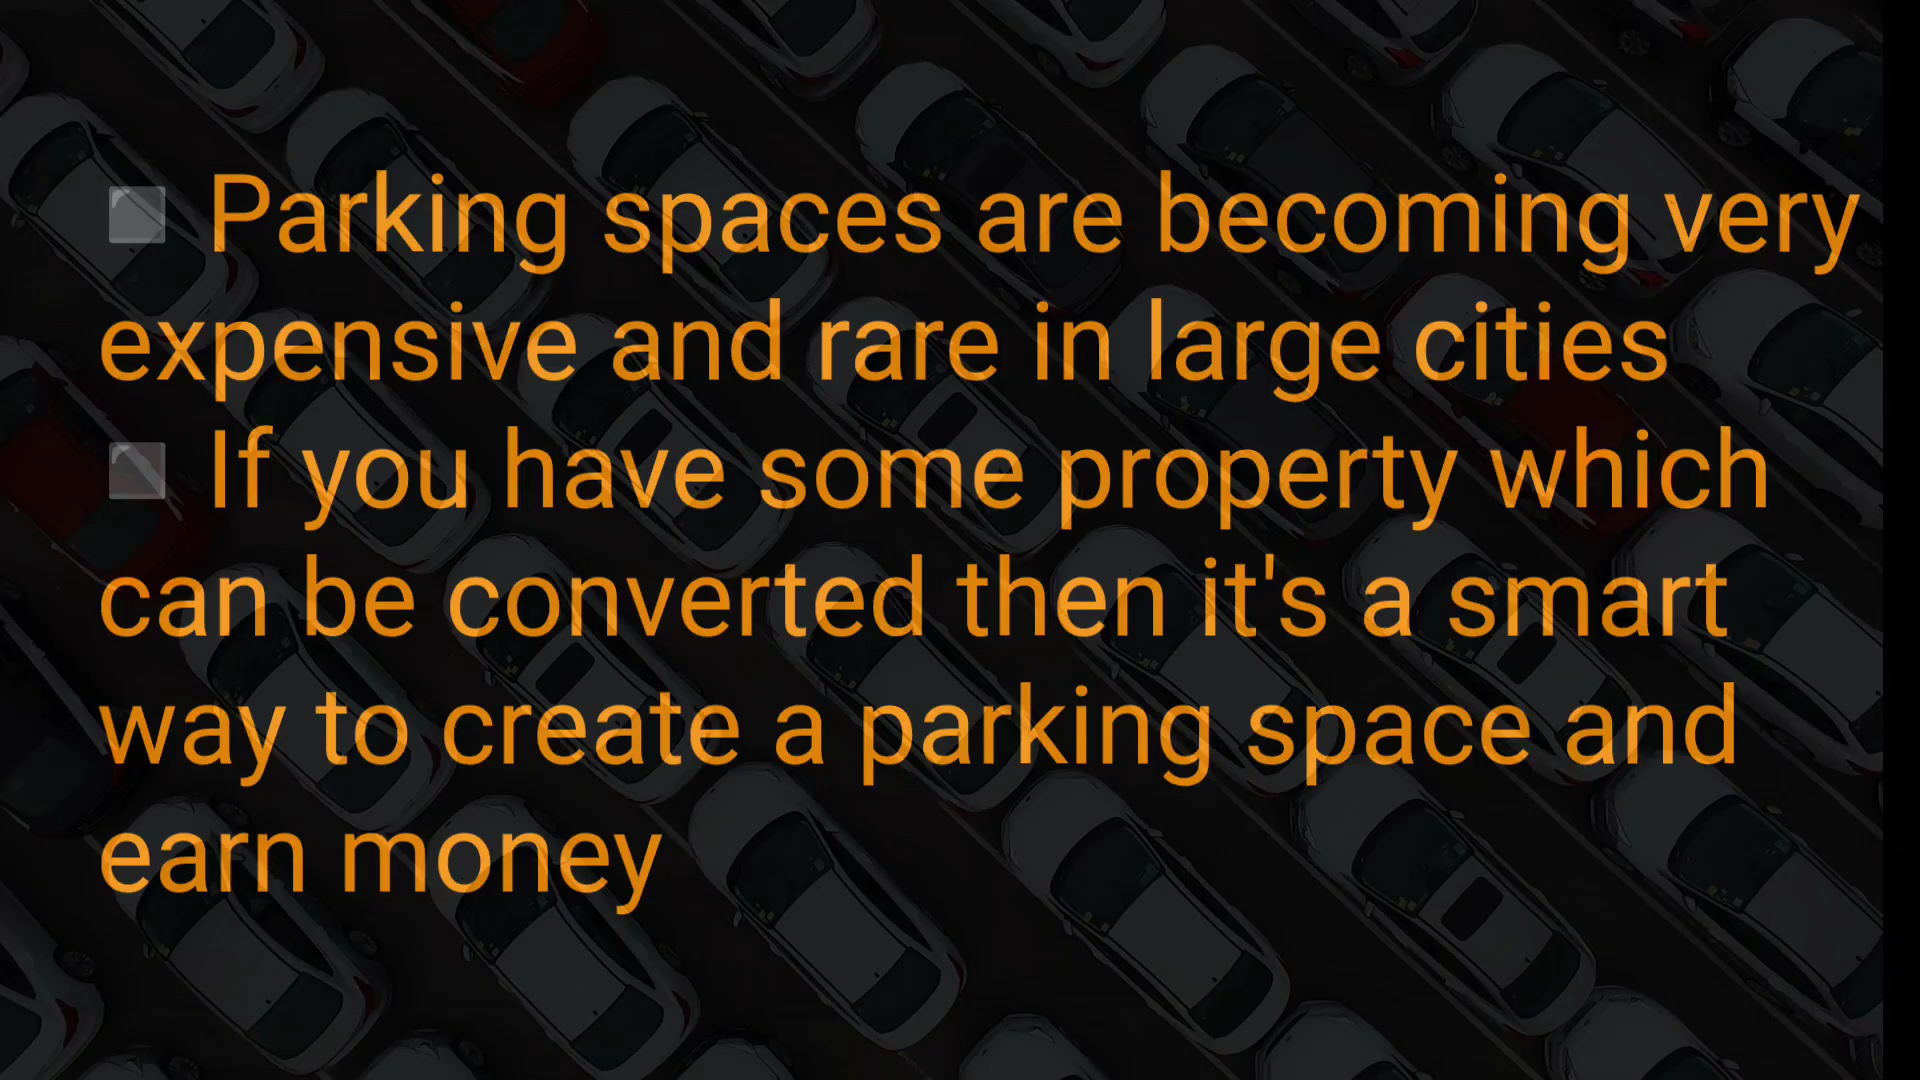 ◽ Parking spaces are becoming very
expensive and rare in large cities
◽ If you have some property which
can be converted then it's a smart
way to create a parking space and
earn money